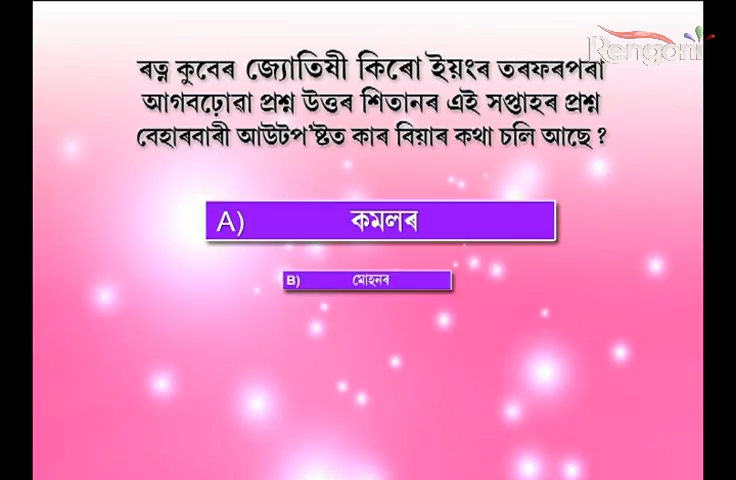 Rengoni
ৰত্ন কুবেৰ জ্যোতিষী কিৰো ইয়ংৰ তৰফৰপৰা
আগবঢ়োৱা প্ৰশ্ন উত্তৰ শিতানৰ এই সপ্তাহৰ প্ৰশ্ন
বেহাৰবাৰী আউটপ'ষ্টত কাৰ বিয়াৰ কথা চলি আছে ?
A) কমলৰ
B) মোহনৰ